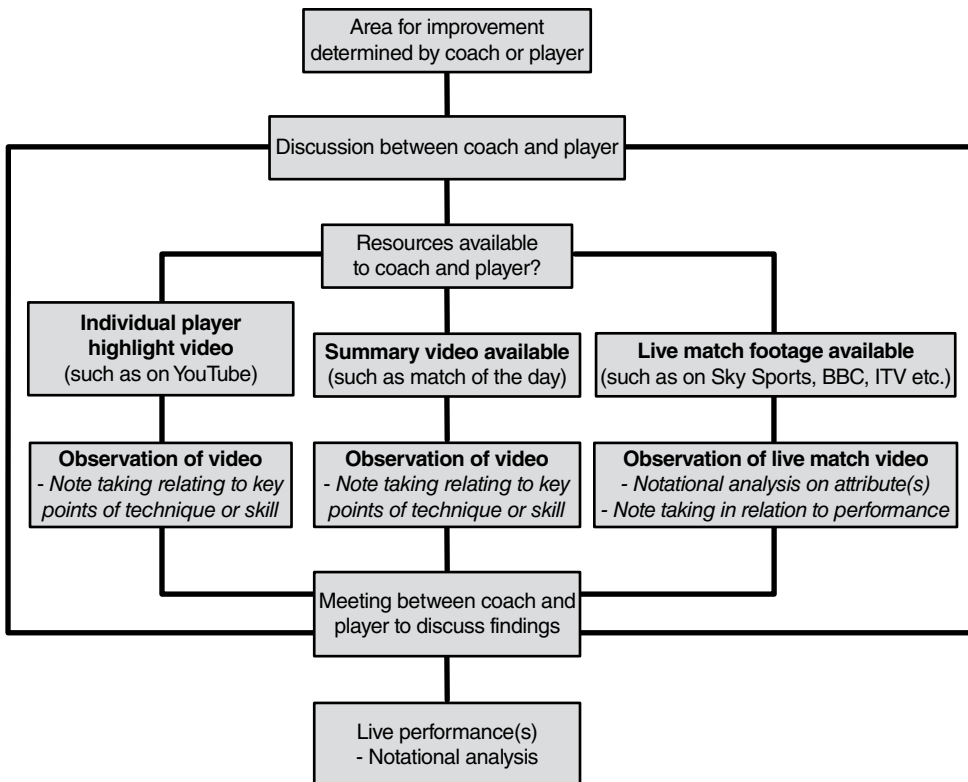 Area for improvement
determined by coach or player
Discussion between coach and player
Resources available
to coach and player?
Individual player
highlight video
(such as on YouTube)
Summary video available
(such as match of the day)
Live match footage available
(such as on Sky Sports, BBC, ITV etc.)
Observation of video
- Note taking relating to key
points of technique or skill
Observation of video
- Note taking relating to key
points of technique or skill
Observation of live match video
- Notational analysis on attribute(s)
- Note taking in relation to performance
Meeting between coach and
player to discuss findings
Live performance(s)
- Notational analysis